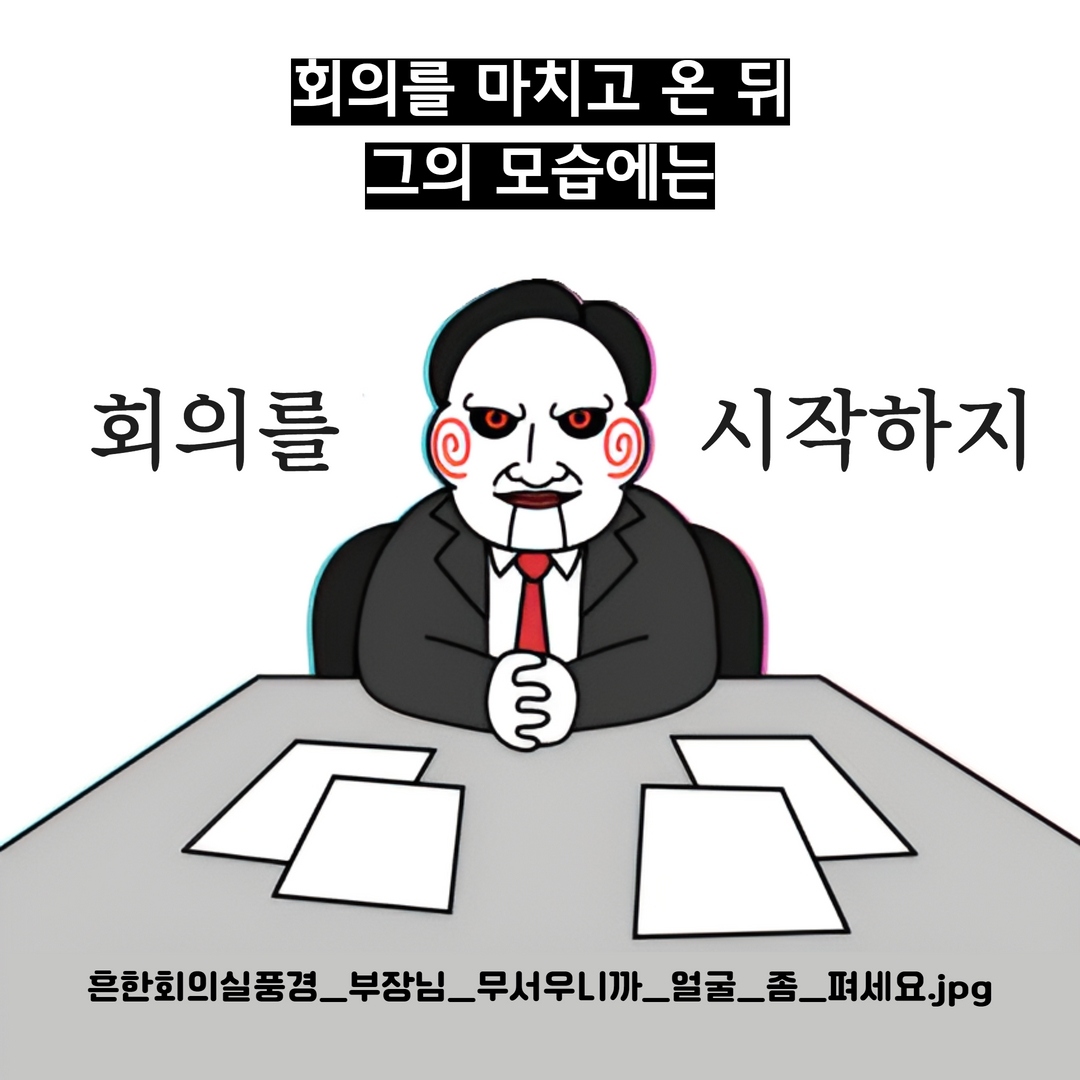 회의를 마치고 온 뒤
그의 모습에는
회의를 시작하지
흔한회의실풍경_부장님_무서우니까_얼굴_좀_펴세요.jpg